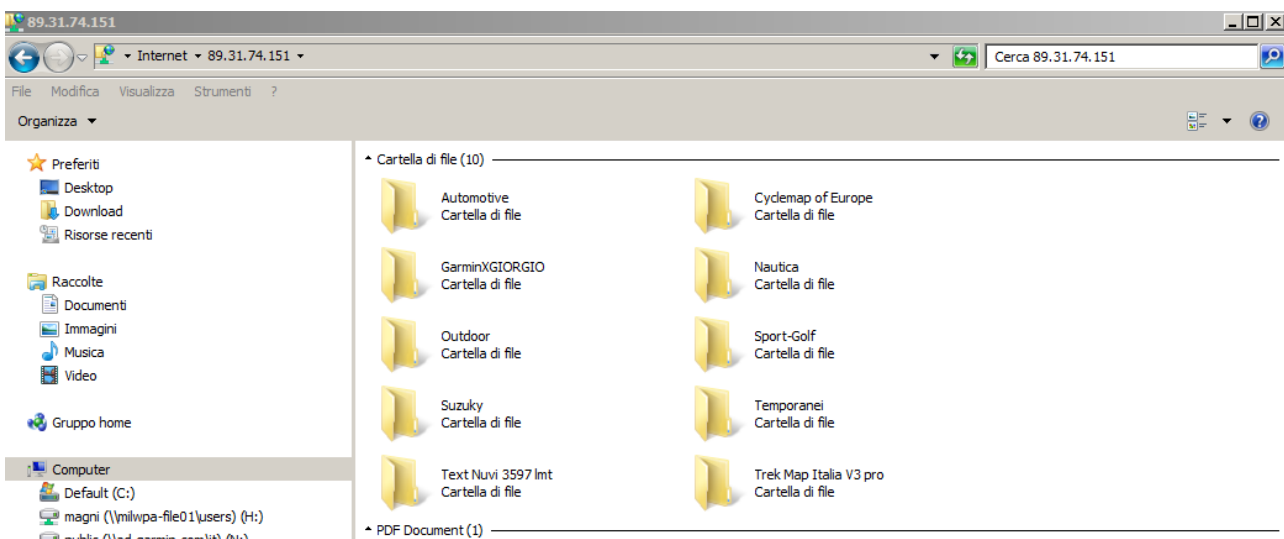 89.31.74.151
Internet 89.31.74.151
Cerca 89.31.74.151
File Modifica Visualizza Strumenti ?
Organizza
Preferiti
Desktop
Download
Risorse recenti
Raccolte
Documenti
Immagini
Musica
Video
Gruppo home
Computer
Default (C:)
magni (\\milwpa-file01\users) (H:)
Cartella di file (10)
Automotive
Cartella di file
Cyclemap of Europe
Cartella di file
GarminXGIORGIO
Cartella di file
Nautica
Cartella di file
Outdoor
Cartella di file
Sport-Golf
Cartella di file
Suzuky
Cartella di file
Temporanei
Cartella di file
Text Nuvi 3597 lmt
Cartella di file
Trek Map Italia V3 pro
Cartella di file
PDF Document (1)